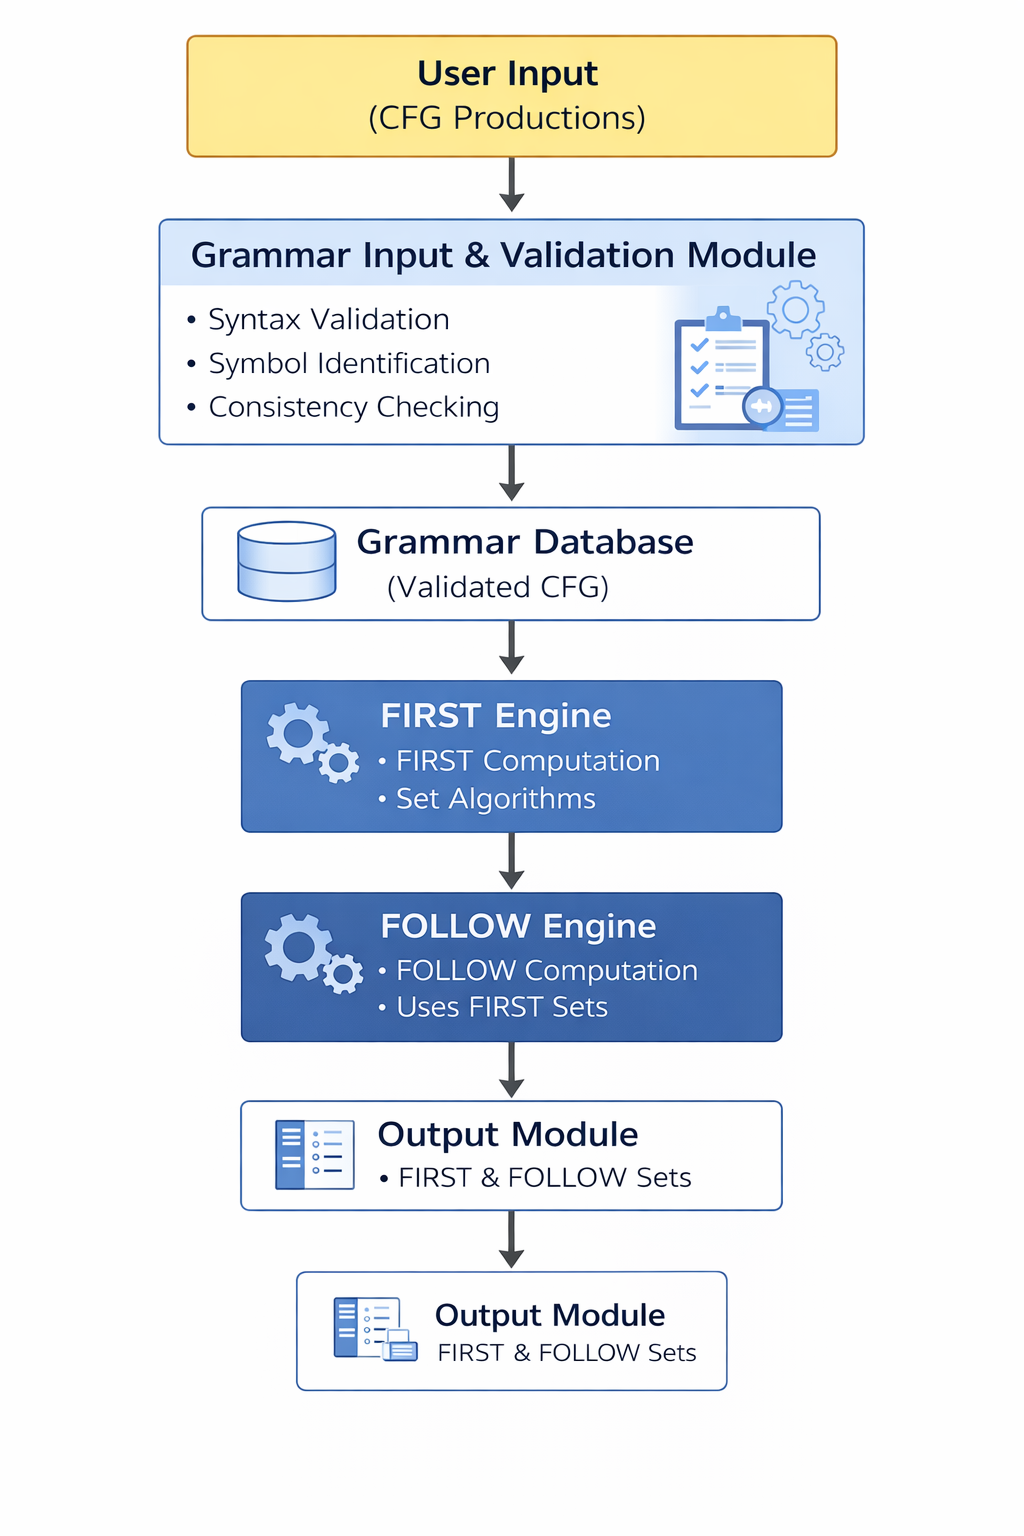 User Input
(CFG Productions)
Grammar Input & Validation Module
• Syntax Validation
• Symbol Identification
• Consistency Checking
Grammar Database
(Validated CFG)
FIRST Engine
• FIRST Computation
• Set Algorithms
FOLLOW Engine
• FOLLOW Computation
• Uses FIRST Sets
Output Module
• FIRST & FOLLOW Sets
Output Module
FIRST & FOLLOW Sets